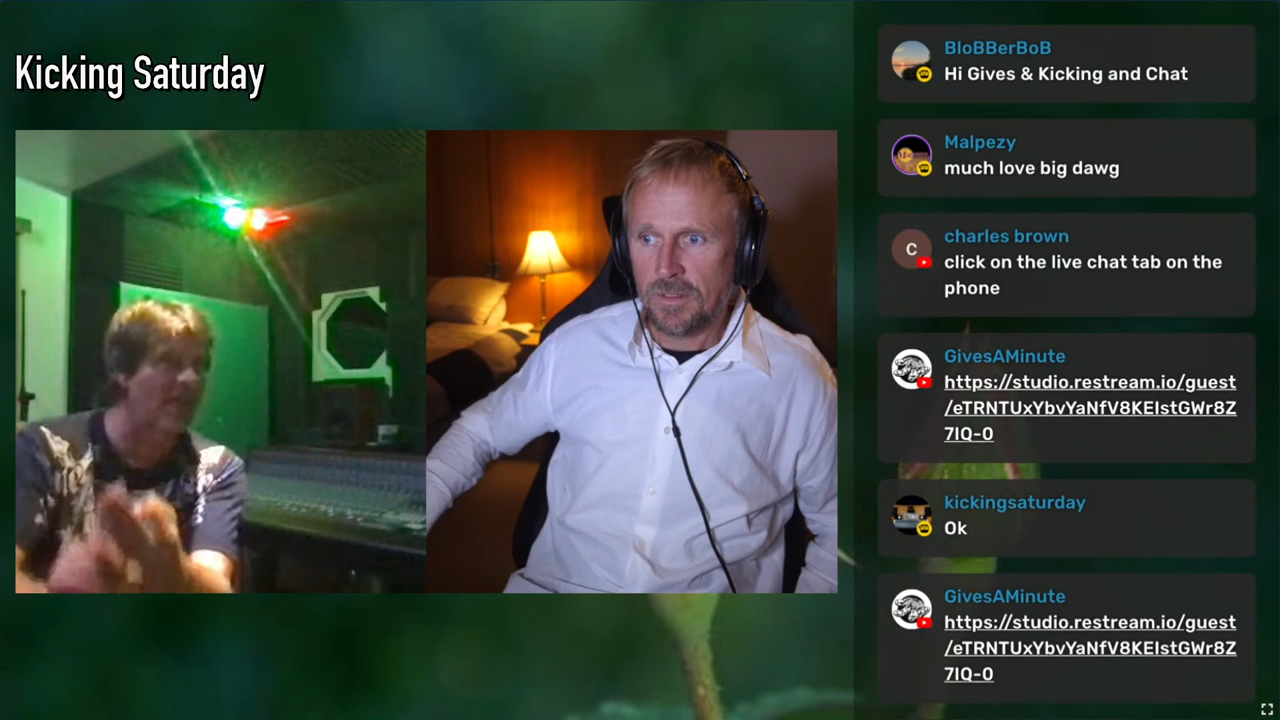 Kicking Saturday
BloBBerBoB
Hi Gives & Kicking and Chat
Malpezy
much love big dawg
C
charles brown
click on the live chat tab on the
phone
GivesAMinute
https://studio.restream.io/guest
/eTRNTUxYbvYaNfV8KEIstGWr8Z
7IQ-0
kickingsaturday
Ok
GivesAMinute
https://studio.restream.io/guest
/eTRNTUxYbvYaNfV8KEIstGWr8Z
7IQ-0